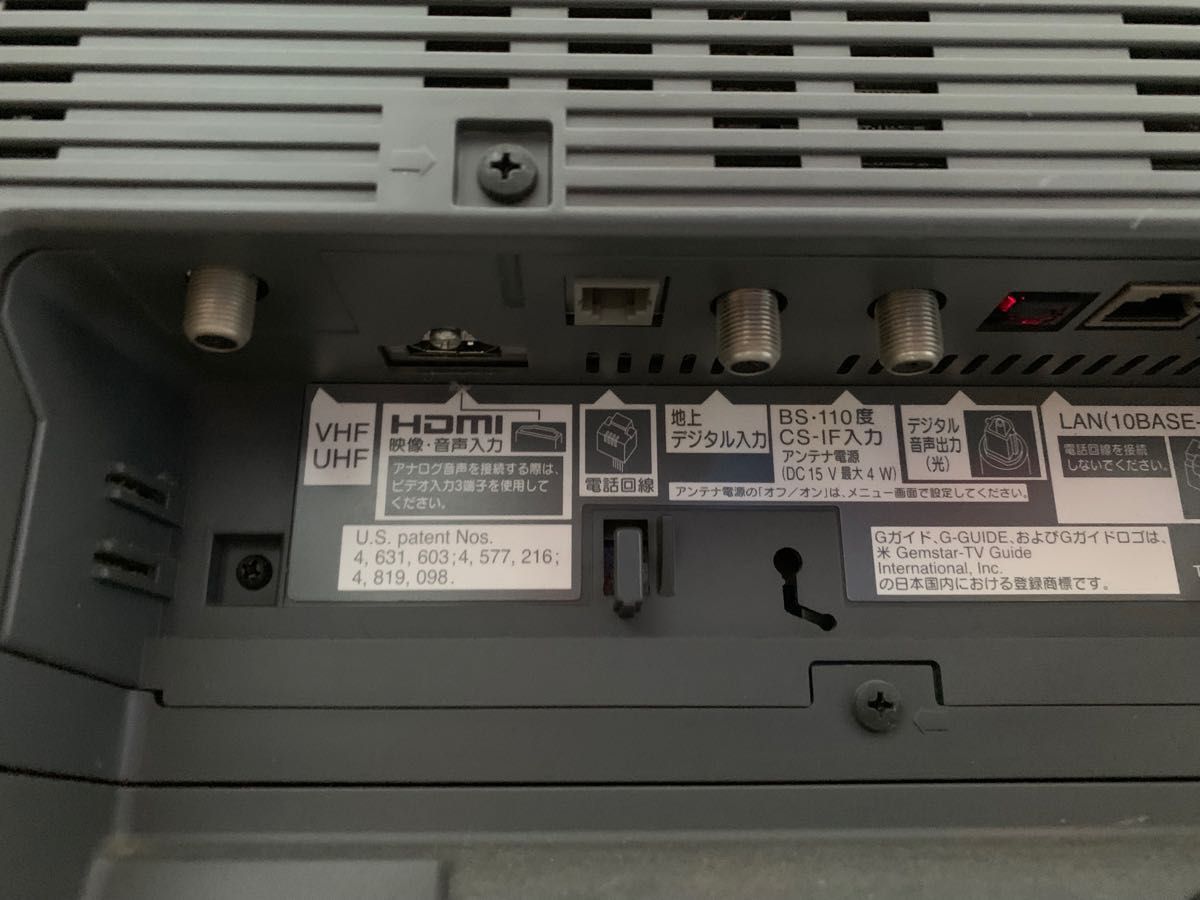 VHF
UHF
HDMI
映像・音声入力
アナログ音声を接続する際は、
ビデオ入力3端子を使用して
ください。
電話回線
地上
デジタル入力
BS・110度
CS-IF入力
アンテナ電源
(DC 15 V 最大 4 W)
アンテナ電源の「オフ/オン」は、メニュー画面で設定してください。
デジタル
音声出力
(光)
LAN(10BASE-
電話回線を接続
しないでください。
U.S. patent Nos.
4, 631, 603; 4, 577, 216;
4, 819, 098.
Gガイド、G-GUIDE、およびGガイドロゴは、
米 Gemstar-TV Guide
International, Inc.
の日本国内における登録商標です。
T